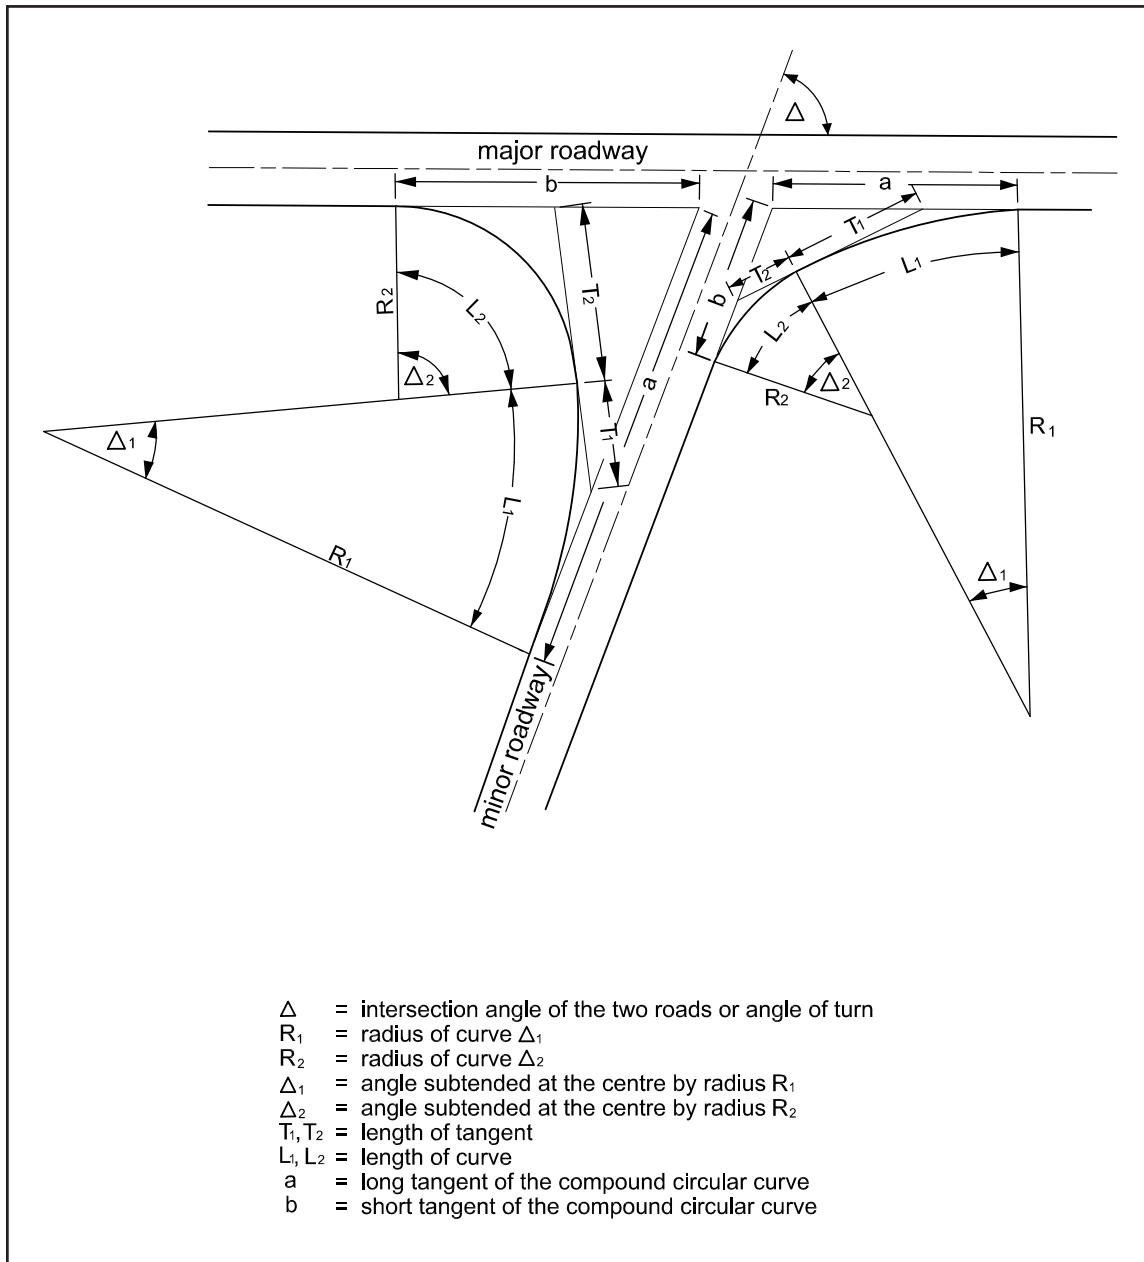 Δ
major roadway
b
a
T1
T2
L1
R2
L2
T2
b
L2
Δ2
a
Δ2
R2
R1
Δ1
T1
L1
R1
Δ1
minor roadway
Δ = intersection angle of the two roads or angle of turn
R1 = radius of curve Δ1
R2 = radius of curve Δ2
Δ1 = angle subtended at the centre by radius R1
Δ2 = angle subtended at the centre by radius R2
T1, T2 = length of tangent
L1, L2 = length of curve
a = long tangent of the compound circular curve
b = short tangent of the compound circular curve